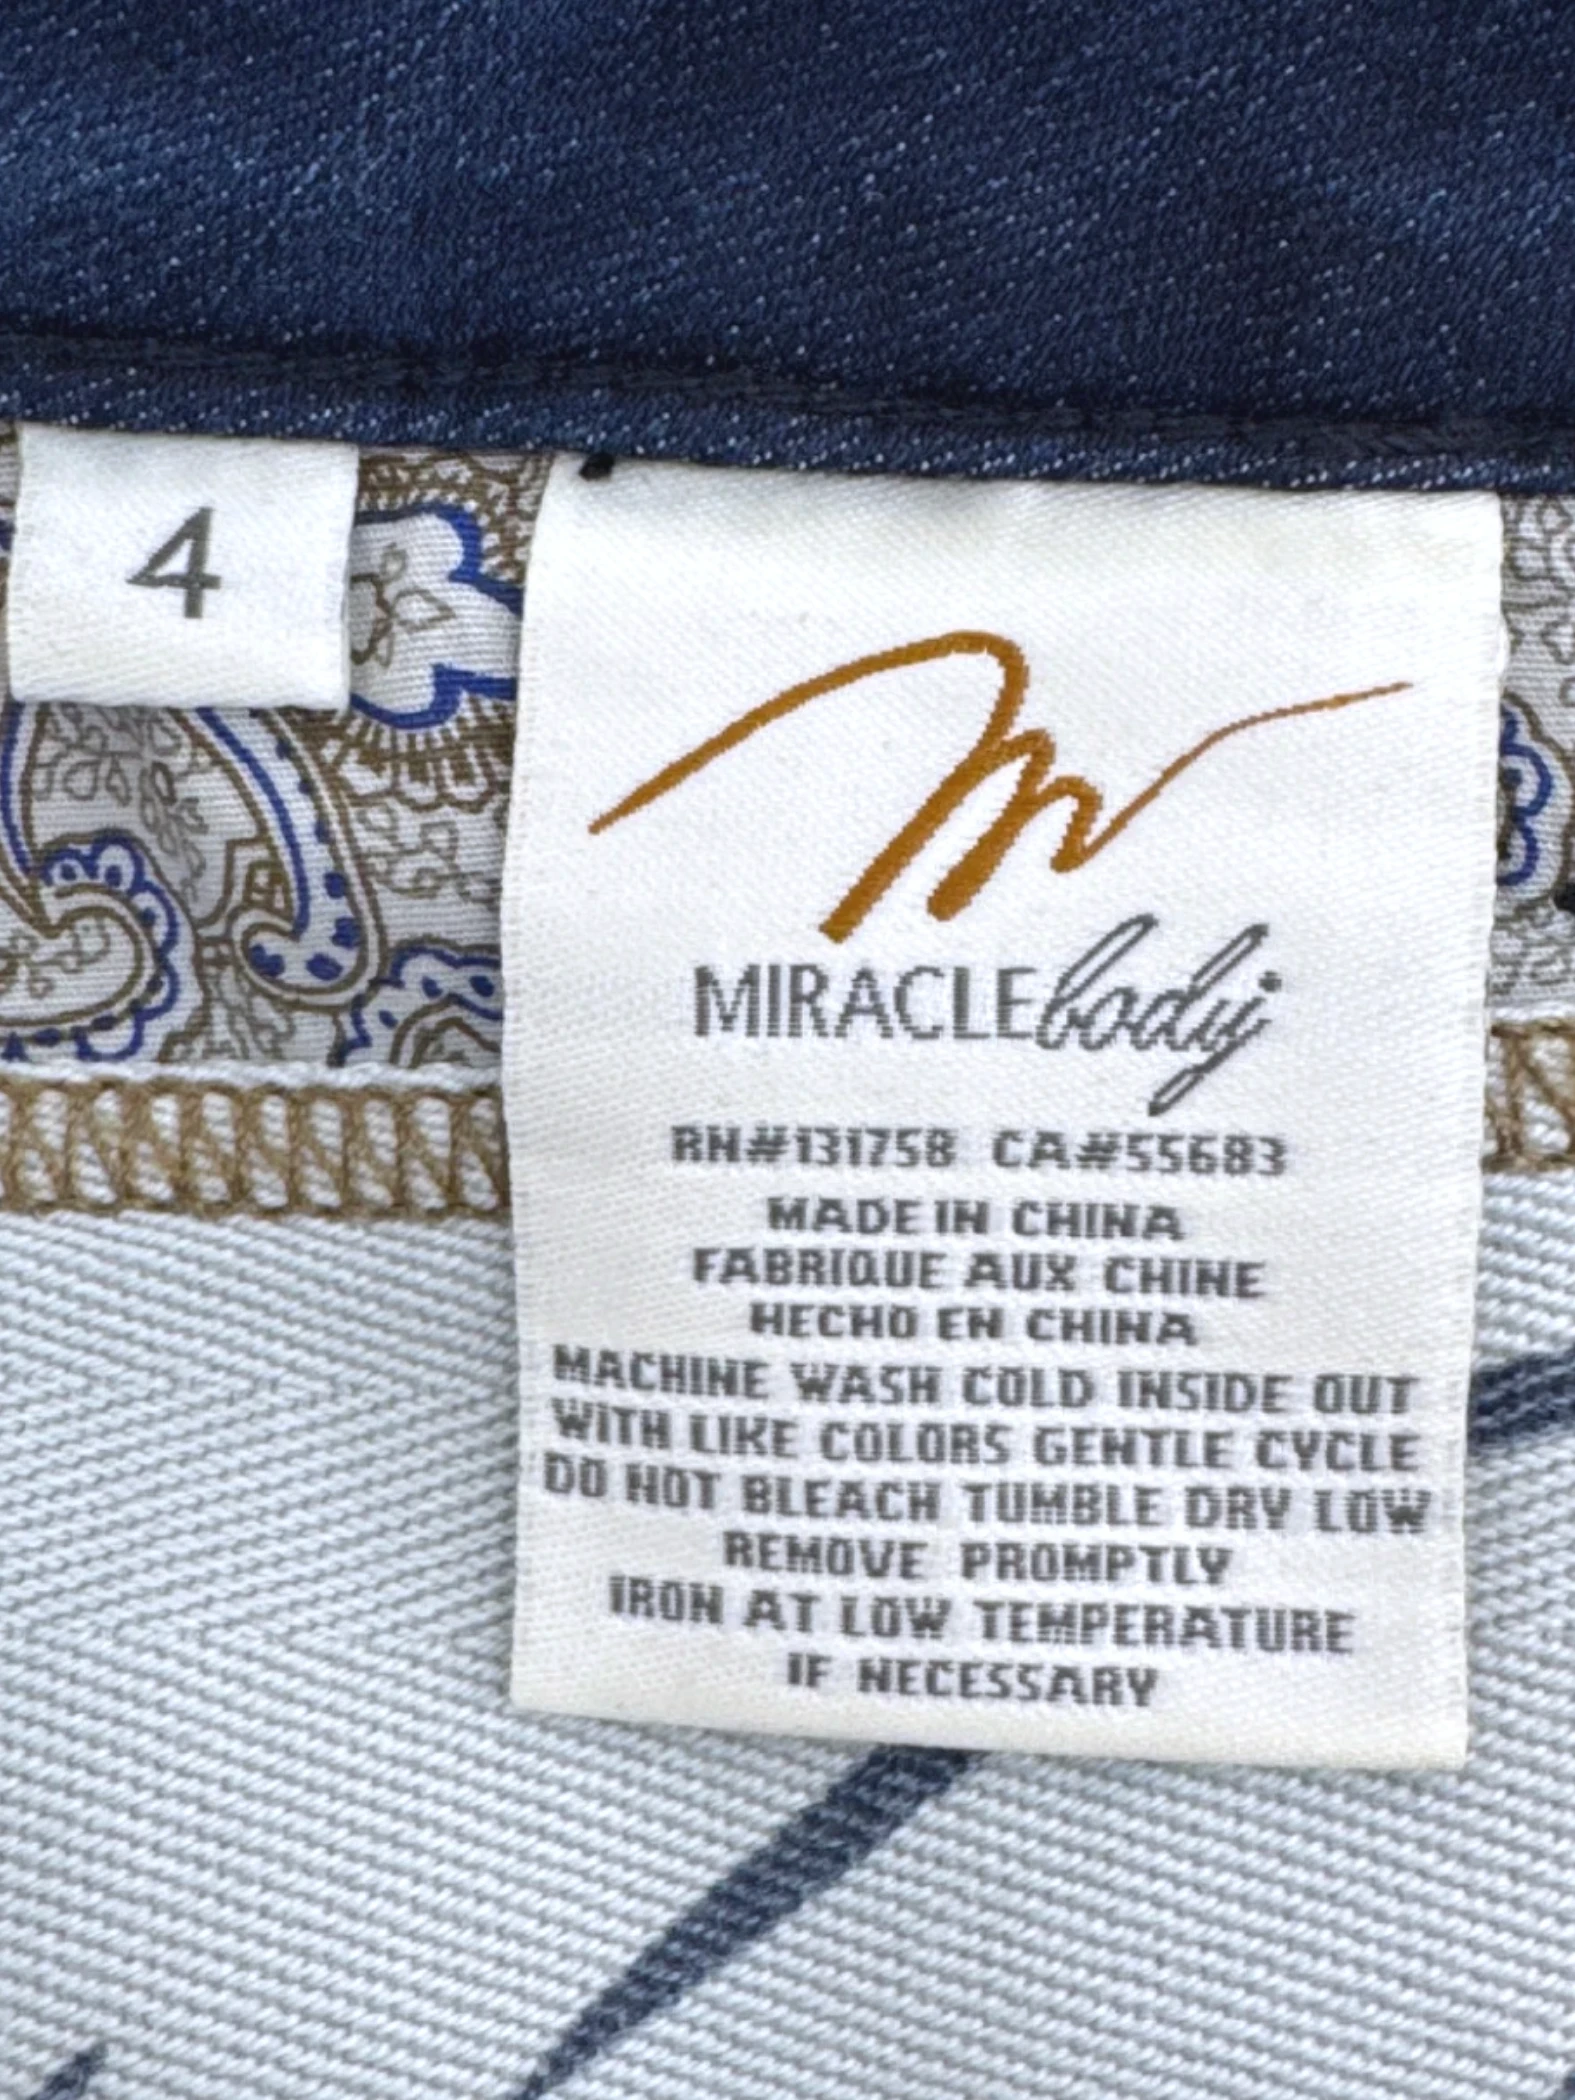 4
MIRACLEbody
RN#131758 CA#55683
MADE IN CHINA
FABRIQUE AUX CHINE
HECHO EN CHINA
MACHINE WASH COLD INSIDE OUT
WITH LIKE COLORS GENTLE CYCLE
DO NOT BLEACH TUMBLE DRY LOW
REMOVE PROMPTLY
IRON AT LOW TEMPERATURE
IF NECESSARY